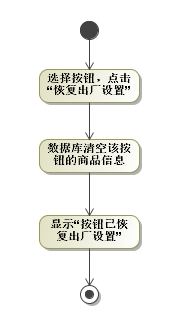 选择按钮，点击
“恢复出厂设置”
数据库清空该按
钮的商品信息
显示“按钮已恢
复出厂设置”